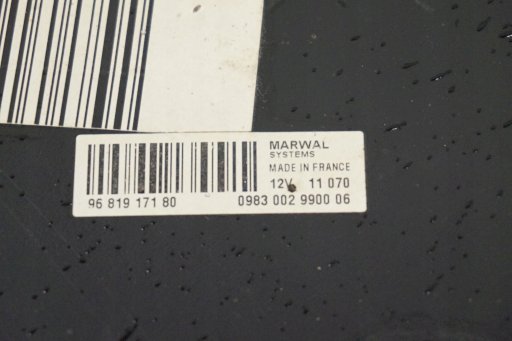 MARWAL
SYSTEMS
MADE IN FRANCE
12V 11 070
96 819 171 80 0983 002 9900 06